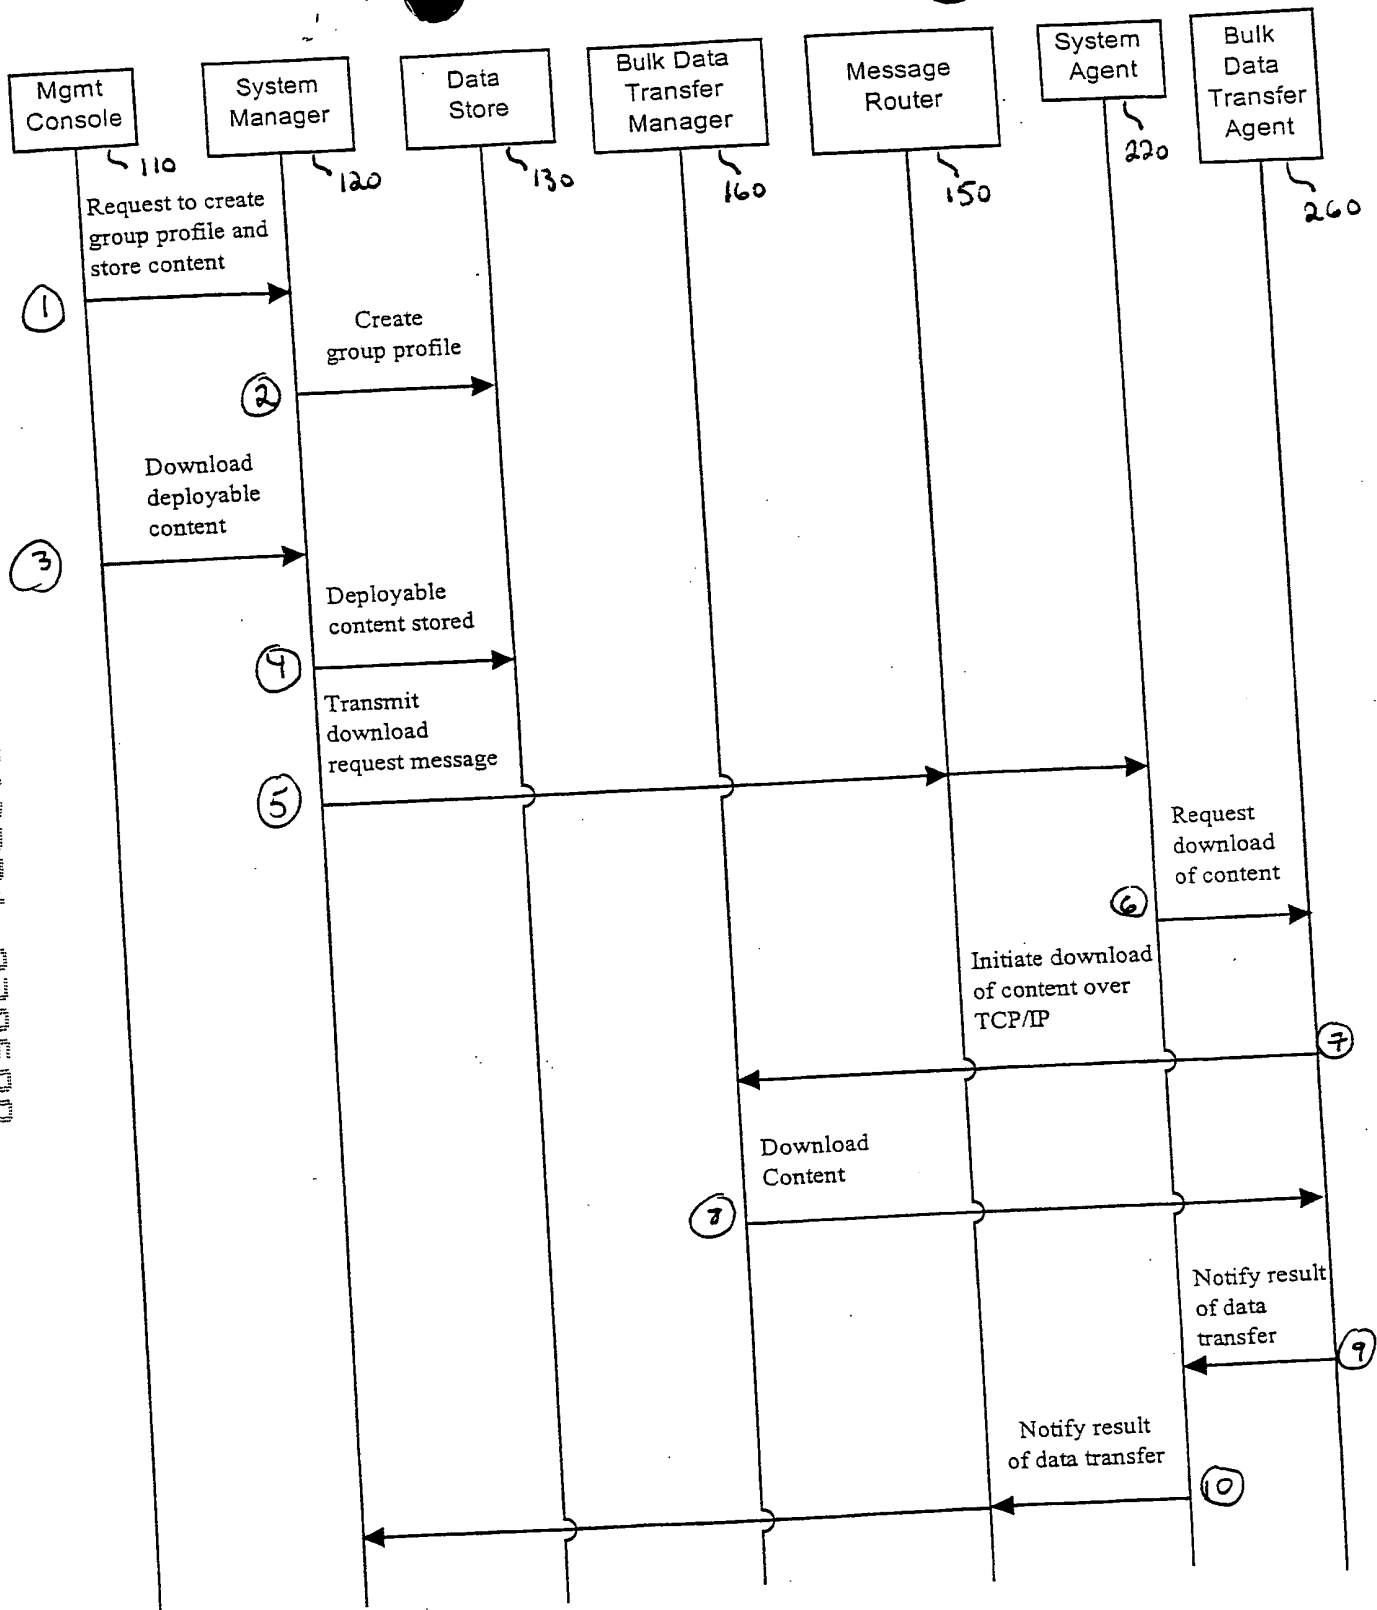 Mgmt
Console
110
System
Manager
120
Data
Store
130
Bulk Data
Transfer
Manager
160
Message
Router
150
System
Agent
220
Bulk
Data
Transfer
Agent
260
Request to create
group profile and
store content
1
Create
group profile
2
Download
deployable
content
3
Deployable
content stored
4
Transmit
download
request message
5
Request
download
of content
6
Initiate download
of content over
TCP/IP
7
Download
Content
8
Notify result
of data
transfer
9
Notify result
of data transfer
10